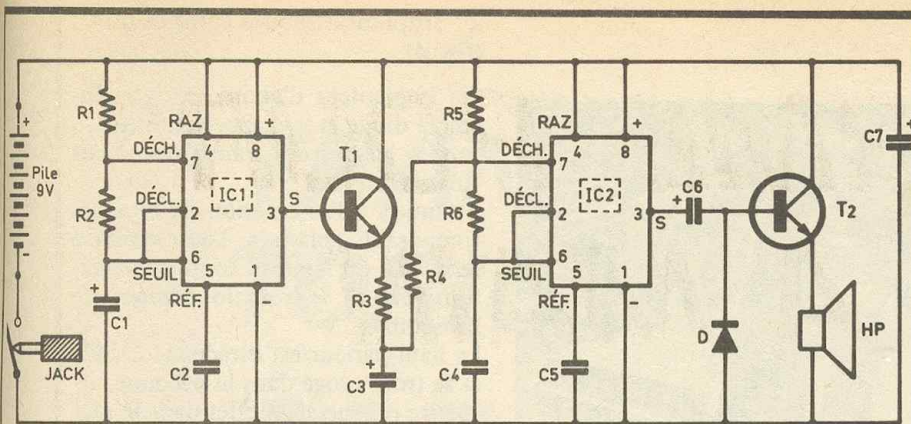 R1
RAZ
4
8
+
R5
RAZ
4
8
+
C7
+
+
Pile
9V
-
DÉCH.
7
T1
DÉCH.
7
R2
DÉCL.
2
IC1
3
S
R6
DÉCL.
2
IC2
3
S
C6
+
T2
6
SEUIL
5
1
RÉF.
R3
R4
6
SEUIL
5
1
RÉF.
-
+
C1
C2
+
C3
C4
C5
D
HP
JACK